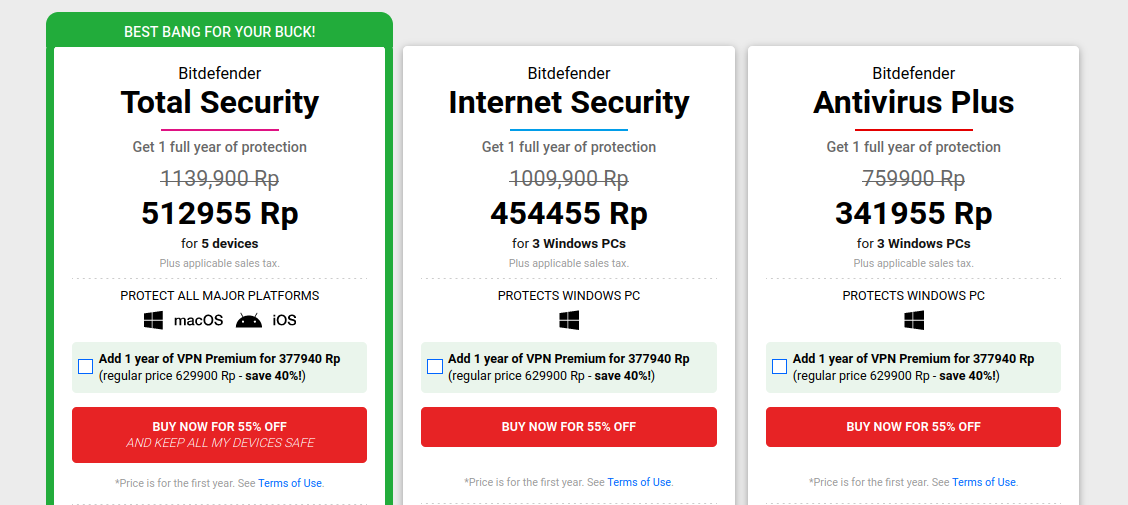 BEST BANG FOR YOUR BUCK!
Bitdefender
Total Security
Get 1 full year of protection
1139,900 Rp
512955 Rp
for 5 devices
Plus applicable sales tax.
PROTECT ALL MAJOR PLATFORMS
macOS iOS
Add 1 year of VPN Premium for 377940 Rp
(regular price 629900 Rp - save 40%!)
BUY NOW FOR 55% OFF
AND KEEP ALL MY DEVICES SAFE
*Price is for the first year. See Terms of Use.
Bitdefender
Internet Security
Get 1 full year of protection
1009,900 Rp
454455 Rp
for 3 Windows PCs
Plus applicable sales tax.
PROTECTS WINDOWS PC
Add 1 year of VPN Premium for 377940 Rp
(regular price 629900 Rp - save 40%!)
BUY NOW FOR 55% OFF
*Price is for the first year. See Terms of Use.
Bitdefender
Antivirus Plus
Get 1 full year of protection
759900 Rp
341955 Rp
for 3 Windows PCs
Plus applicable sales tax.
PROTECTS WINDOWS PC
Add 1 year of VPN Premium for 377940 Rp
(regular price 629900 Rp - save 40%!)
BUY NOW FOR 55% OFF
*Price is for the first year. See Terms of Use.